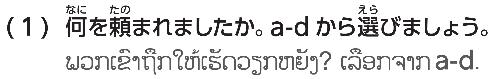 (1) 何を頼まれましたか。a-d から選びましょう。
ພວກເຂົາຖືກໃຫ້ເຮັດວຽກຫຍັງ? ເລືອກຈາກ a-d.